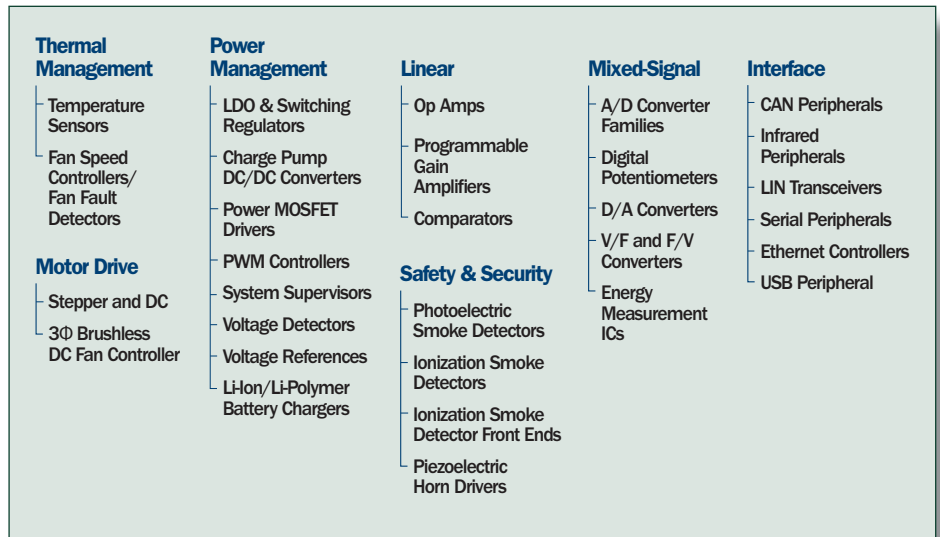 Thermal
Management
Temperature
Sensors
Fan Speed
Controllers/
Fan Fault
Detectors
Motor Drive
Stepper and DC
3Φ Brushless
DC Fan Controller
Power
Management
LDO & Switching
Regulators
Charge Pump
DC/DC Converters
Power MOSFET
Drivers
PWM Controllers
System Supervisors
Voltage Detectors
Voltage References
Li-Ion/Li-Polymer
Battery Chargers
Linear
Op Amps
Programmable
Gain
Amplifiers
Comparators
Safety & Security
Photoelectric
Smoke Detectors
Ionization Smoke
Detectors
Ionization Smoke
Detector Front Ends
Piezoelectric
Horn Drivers
Mixed-Signal
A/D Converter
Families
Digital
Potentiometers
D/A Converters
V/F and F/V
Converters
Energy
Measurement
ICs
Interface
CAN Peripherals
Infrared
Peripherals
LIN Transceivers
Serial Peripherals
Ethernet Controllers
USB Peripheral